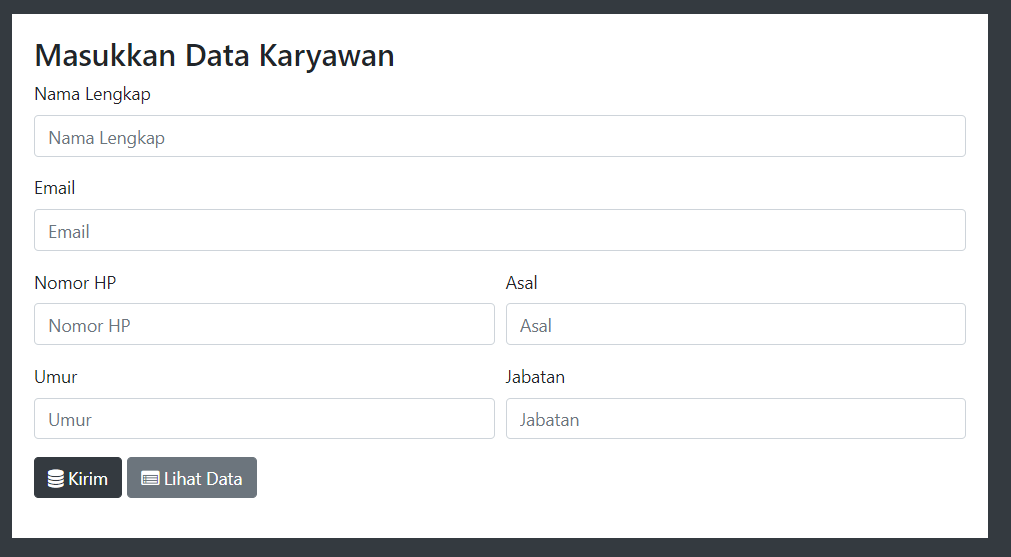 Masukkan Data Karyawan
Nama Lengkap
Nama Lengkap
Email
Email
Nomor HP
Asal
Nomor HP
Asal
Umur
Jabatan
Umur
Jabatan
Kirim
Lihat Data